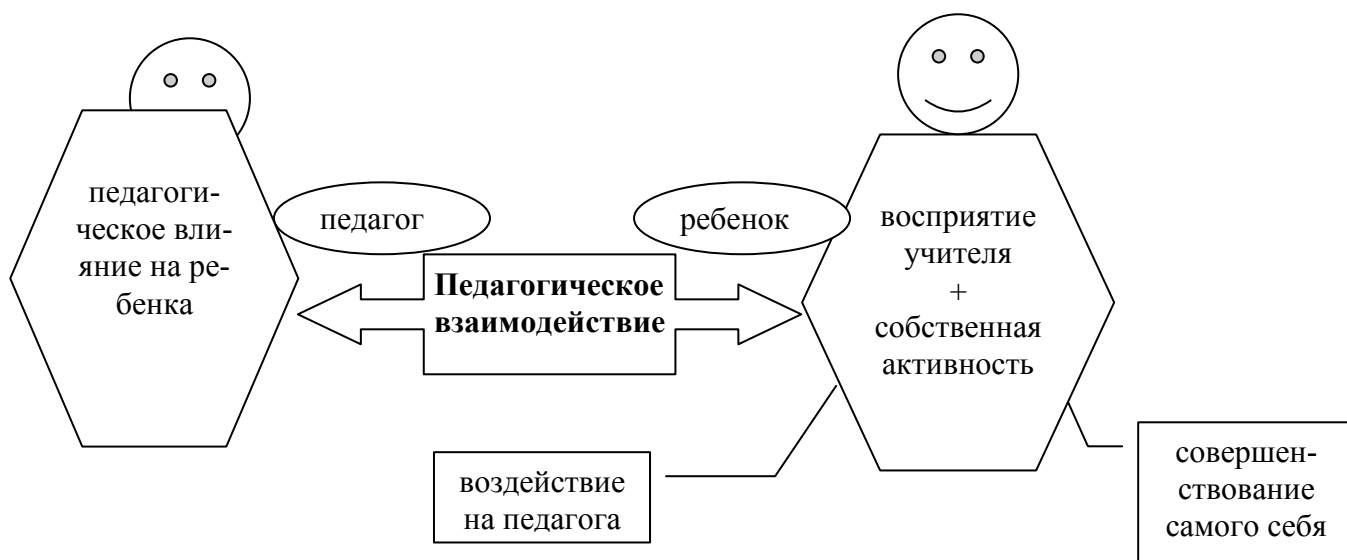 педагоги-
ческое вли-
яние на ре-
бенка
педагог
Педагогическое
взаимодействие
ребенок
восприятие
учителя
+
собственная
активность
воздействие
на педагога
совершен-
ствование
самого себя